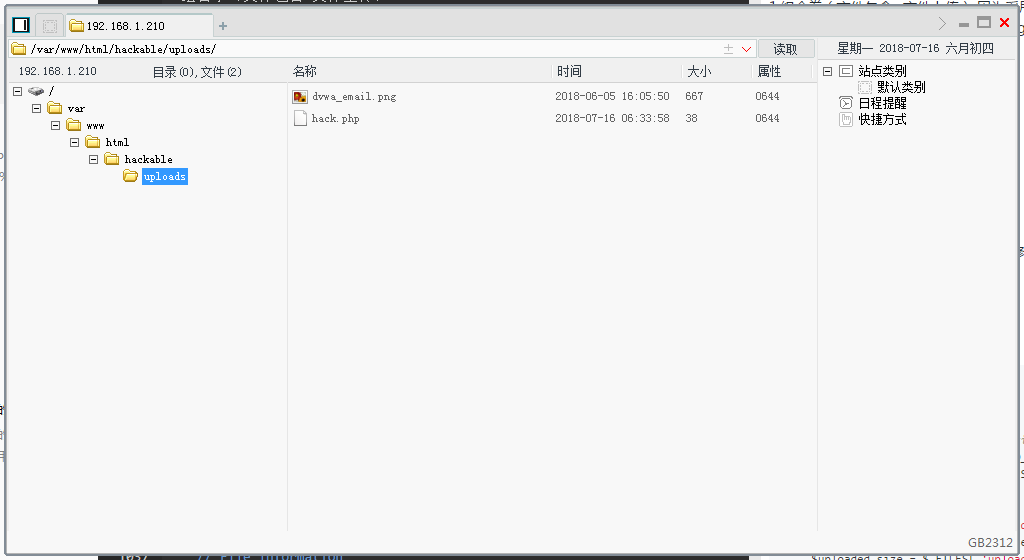 192.168.1.210
/var/www/html/hackable/uploads/
读取
星期一 2018-07-16 六月初四
192.168.1.210 目录(0),文件(2)
名称 时间 大小 属性
/
var
www
html
hackable
uploads
dvwa_email.png 2018-06-05 16:05:50 667 0644
hack.php 2018-07-16 06:33:58 38 0644
站点类别
默认类别
日程提醒
快捷方式
GB2312